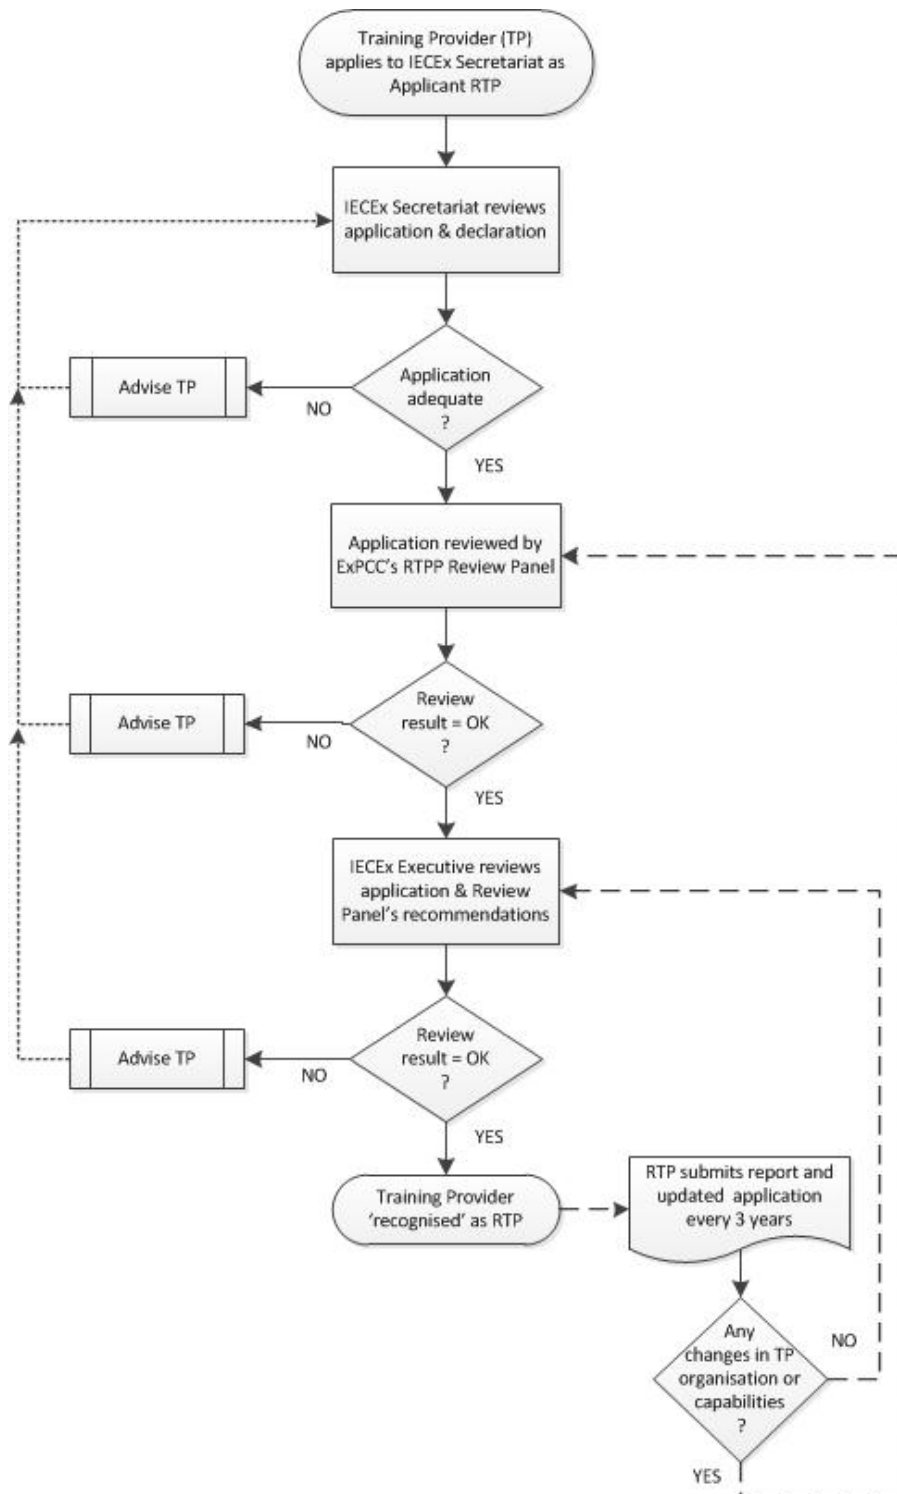 Training Provider (TP)
applies to IECEx Secretariat as
Applicant RTP
IECEx Secretariat reviews
application & declaration
Application
adequate
?
Advise TP
NO
YES
Application reviewed by
ExPCC's RTPP Review Panel
Review
result = OK
?
Advise TP
NO
YES
IECEx Executive reviews
application & Review
Panel's recommendations
Review
result = OK
?
Advise TP
NO
YES
Training Provider
'recognised' as RTP
RTP submits report and
updated application
every 3 years
Any
changes in TP
organisation or
capabilities
?
NO
YES